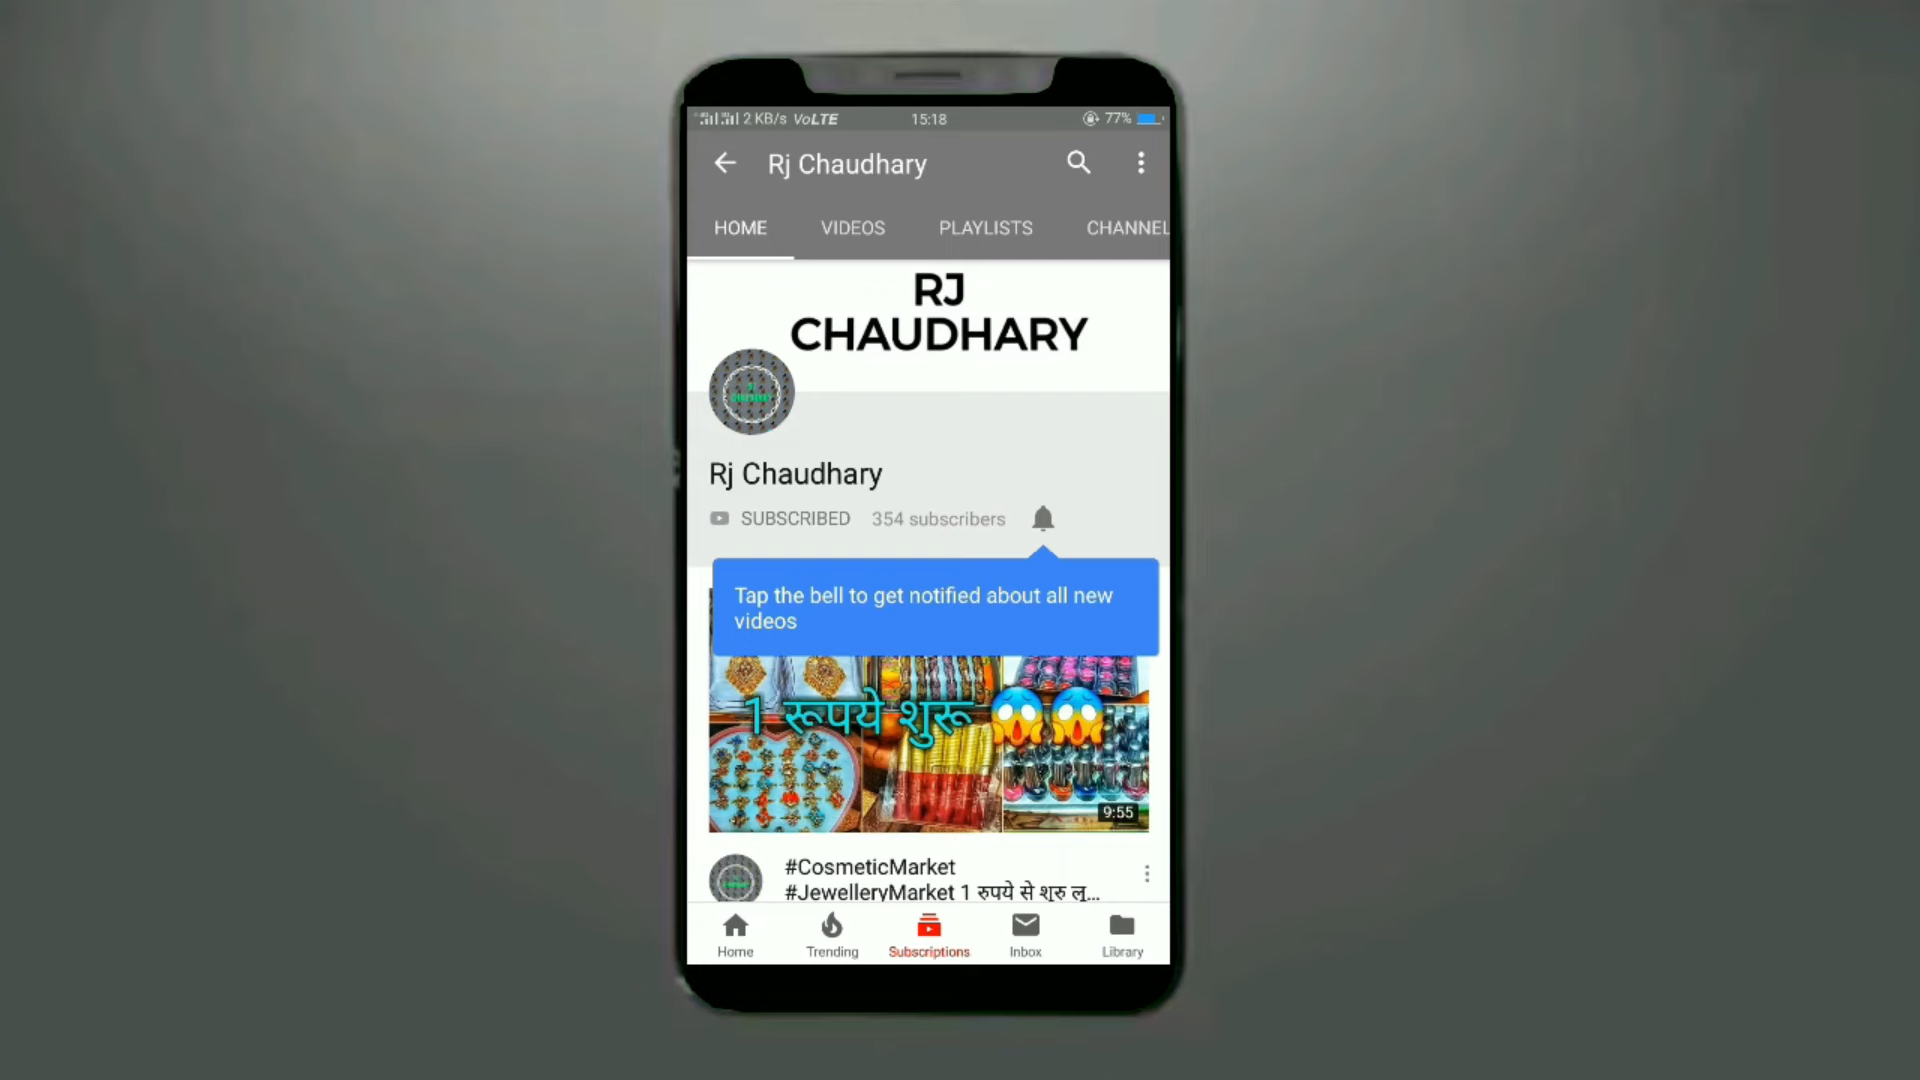 2 KB/s VoLTE 15:18 77%
Rj Chaudhary
HOME VIDEOS PLAYLISTS CHANNEL
RJ
CHAUDHARY
Rj Chaudhary
SUBSCRIBED 354 subscribers
Tap the bell to get notified about all new
videos
1 रूपये शुरू
9:55
#CosmeticMarket
#JewelleryMarket 1 रुपये से शुरु लू...
Home Trending Subscriptions Inbox Library